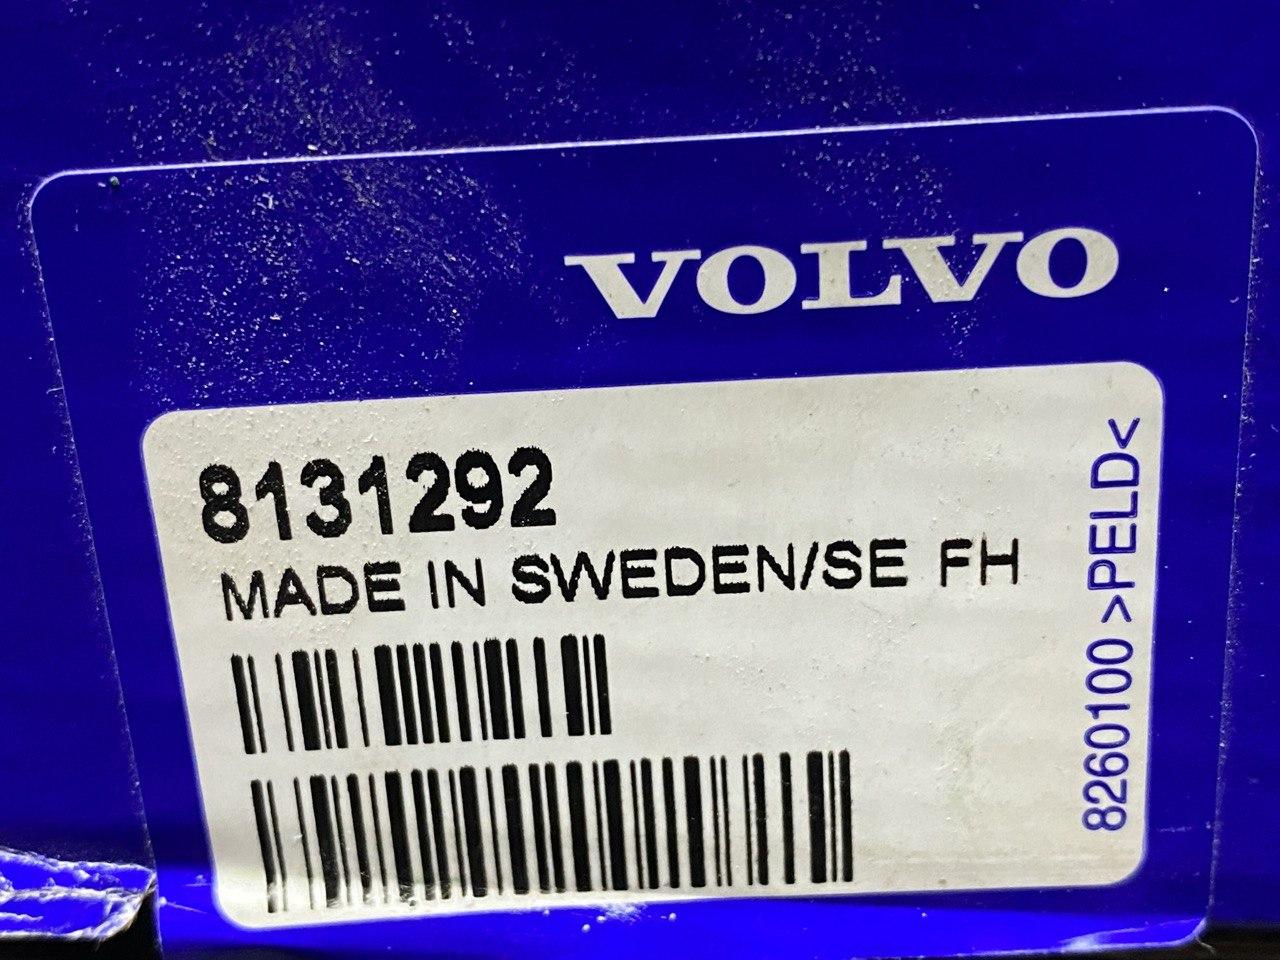 VOLVO
8131292
MADE IN SWEDEN/SE FH
8260100 >PELD<